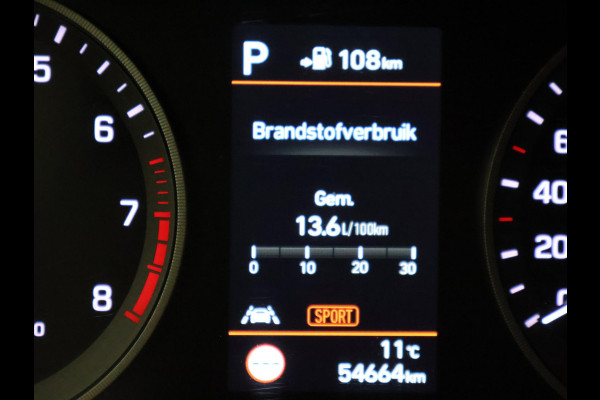 P 108km
Brandstofverbruik
Gem.
13.6L/100km
0 10 20 30
SPORT
11°C
54664km
5
6
7
8
40
20